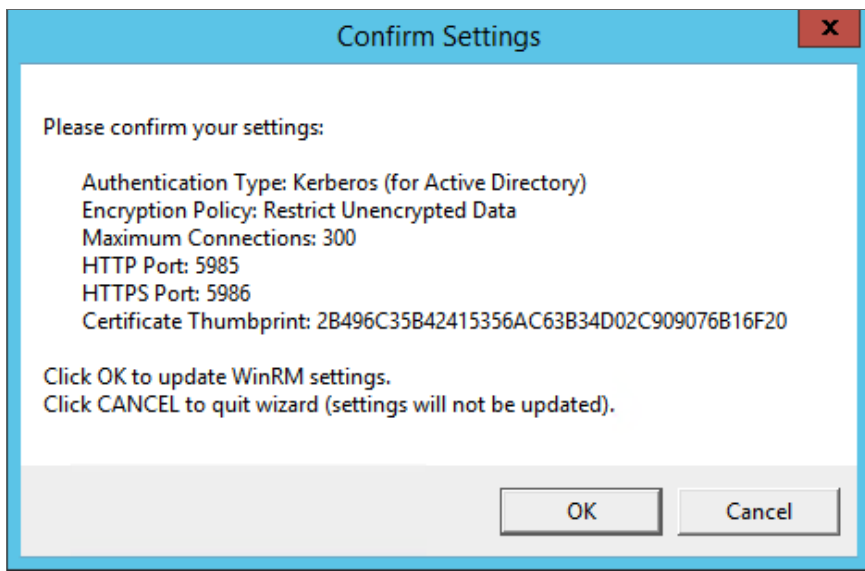 Confirm Settings
x
Please confirm your settings:
Authentication Type: Kerberos (for Active Directory)
Encryption Policy: Restrict Unencrypted Data
Maximum Connections: 300
HTTP Port: 5985
HTTPS Port: 5986
Certificate Thumbprint: 2B496C35B42415356AC63B34D02C909076B16F20
Click OK to update WinRM settings.
Click CANCEL to quit wizard (settings will not be updated).
OK
Cancel